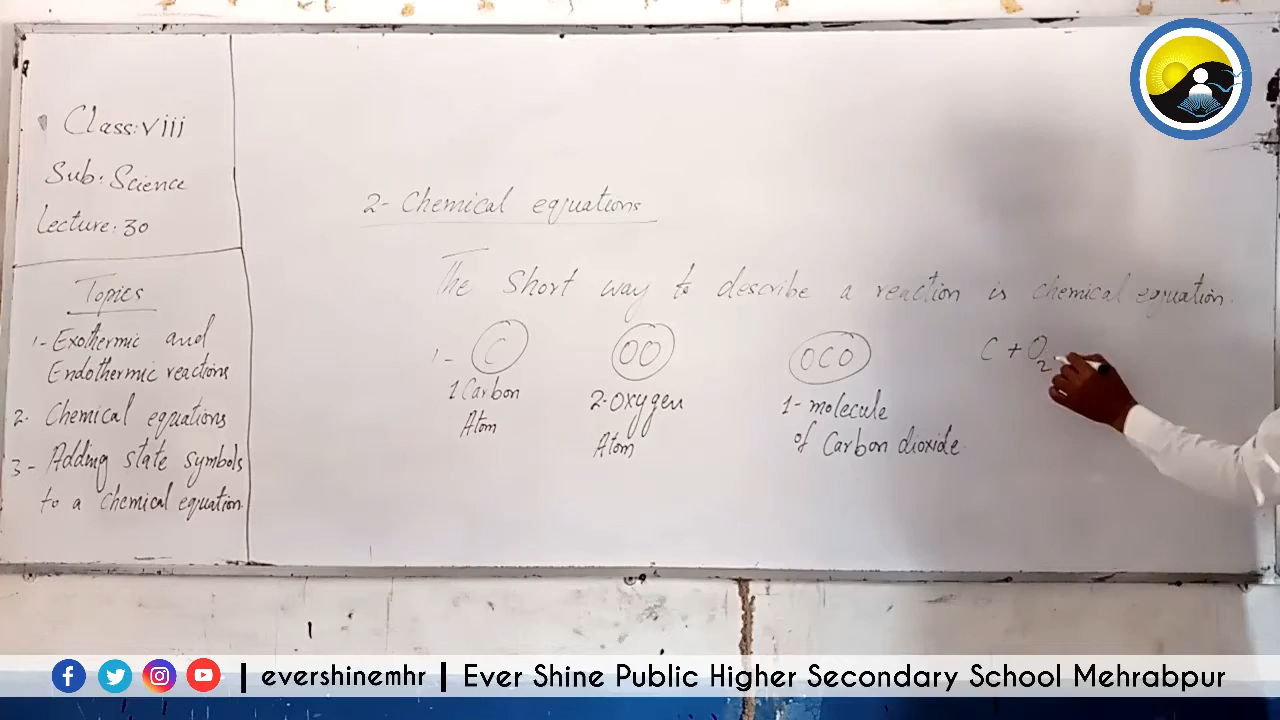 Class:viii
Sub: Science
Lecture: 30
Topics
1- Exothermic and
Endothermic reactions
2- Chemical equations
3- Adding state symbols
to a chemical equation
2- Chemical equations
The short way to describe a reaction is chemical equation.
1- C OO OCO C + O2
1 Carbon
Atom
2-Oxygen
Atom
1- molecule
of Carbon dioxide
| evershinemhr | Ever Shine Public Higher Secondary School Mehrabpur